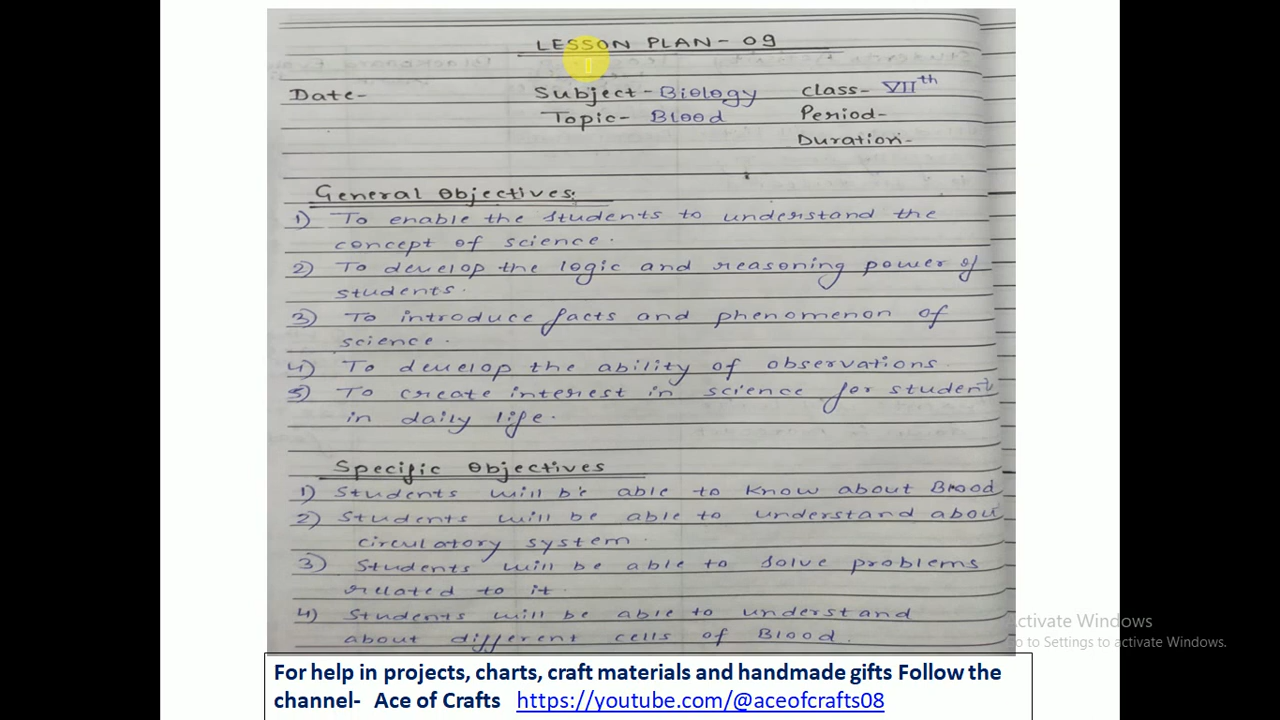 LESSON PLAN - 09
Date- Subject - Biology class- VIIth
Topic- Blood Period-
Duration-
General Objectives:
1) To enable the students to understand the
concept of science.
2) To develop the logic and reasoning power of
students.
3) To introduce facts and phenomenon of
science.
4) To develop the ability of observations.
5) To create interest in science for students
in daily life.
Specific Objectives
1) Students will be able to know about Blood
2) Students will be able to understand about
circulatory system.
3) Students will be able to solve problems
related to it.
4) Students will be able to understand
about different cells of Blood.
Activate Windows
Go to Settings to activate Windows.
For help in projects, charts, craft materials and handmade gifts Follow the
channel- Ace of Crafts https://youtube.com/@aceofcrafts08